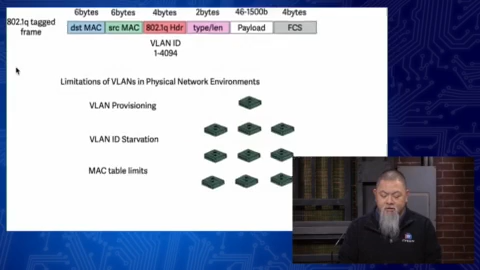 6bytes 6bytes 4bytes 2bytes 46-1500b 4bytes
802.1q tagged frame
dst MAC src MAC 802.1q Hdr type/len Payload FCS
VLAN ID
1-4094
Limitations of VLANs in Physical Network Environments
VLAN Provisioning
VLAN ID Starvation
MAC table limits